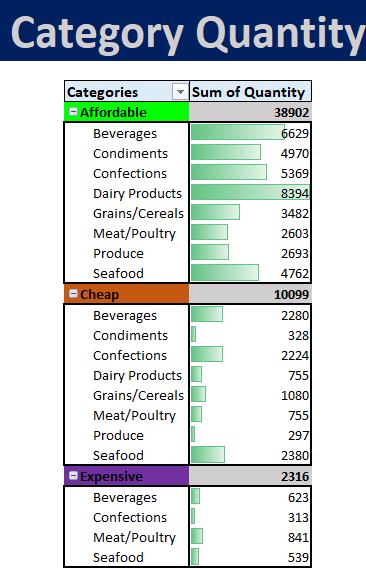 Category Quantity
Categories Sum of Quantity
Affordable 38902
Beverages 6629
Condiments 4970
Confections 5369
Dairy Products 8394
Grains/Cereals 3482
Meat/Poultry 2603
Produce 2693
Seafood 4762
Cheap 10099
Beverages 2280
Condiments 328
Confections 2224
Dairy Products 755
Grains/Cereals 1080
Meat/Poultry 755
Produce 297
Seafood 2380
Expensive 2316
Beverages 623
Confections 313
Meat/Poultry 841
Seafood 539